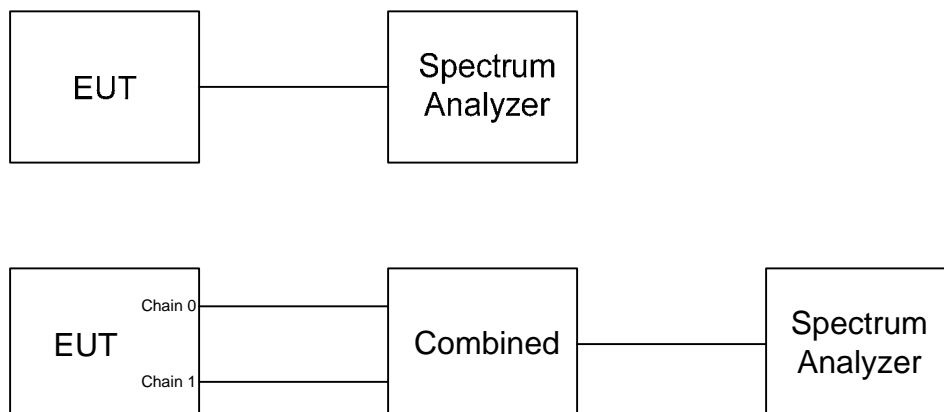 EUT
Spectrum
Analyzer
Chain 0
EUT
Chain 1
Combined
Spectrum
Analyzer